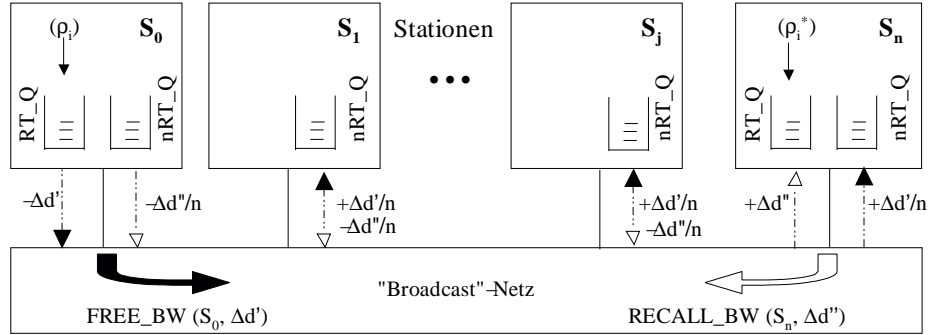 (ρi) S0
S1
Stationen
Sj
(ρi*) Sn
RT_Q
nRT_Q
nRT_Q
nRT_Q
RT_Q
nRT_Q
–Δd'
–Δd''/n
+Δd'/n
–Δd''/n
+Δd'/n
–Δd''/n
+Δd''
+Δd'/n
"Broadcast"–Netz
FREE_BW (S0, Δd')
RECALL_BW (Sn, Δd'')